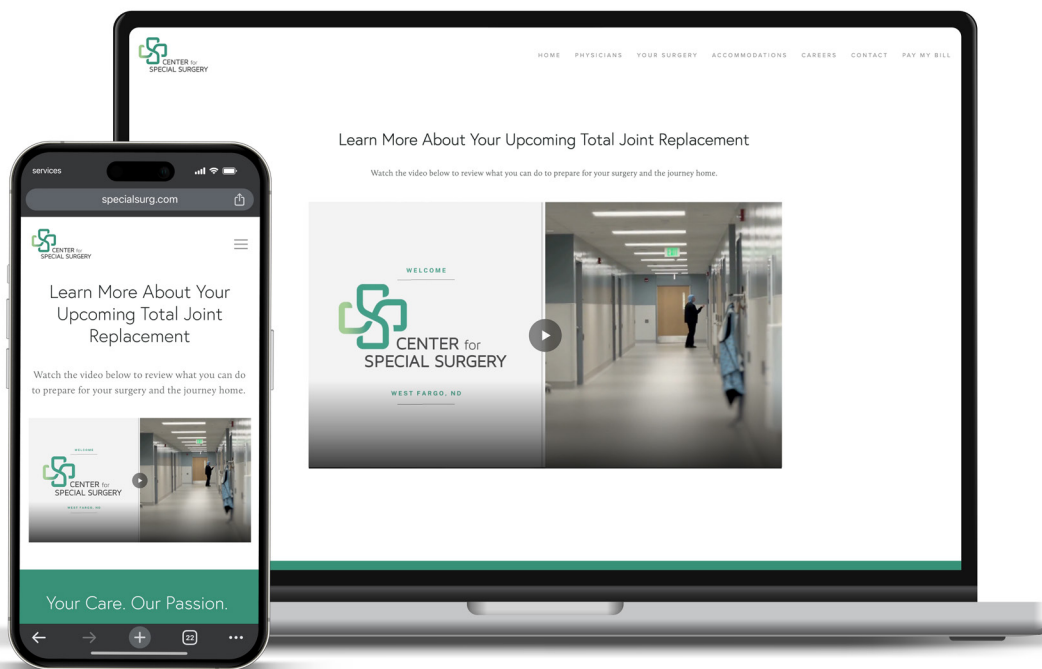 CENTER for
SPECIAL SURGERY
HOME PHYSICIANS YOUR SURGERY ACCOMMODATIONS CAREERS CONTACT PAY MY BILL
Learn More About Your Upcoming Total Joint Replacement
Watch the video below to review what you can do to prepare for your surgery and the journey home.
WELCOME
CENTER for
SPECIAL SURGERY
WEST FARGO, ND
services
specialsurg.com
CENTER for
SPECIAL SURGERY
Learn More About Your
Upcoming Total Joint
Replacement
Watch the video below to review what you can do
to prepare for your surgery and the journey home.
WELCOME
CENTER for
SPECIAL SURGERY
WEST FARGO, ND
Your Care. Our Passion.
22